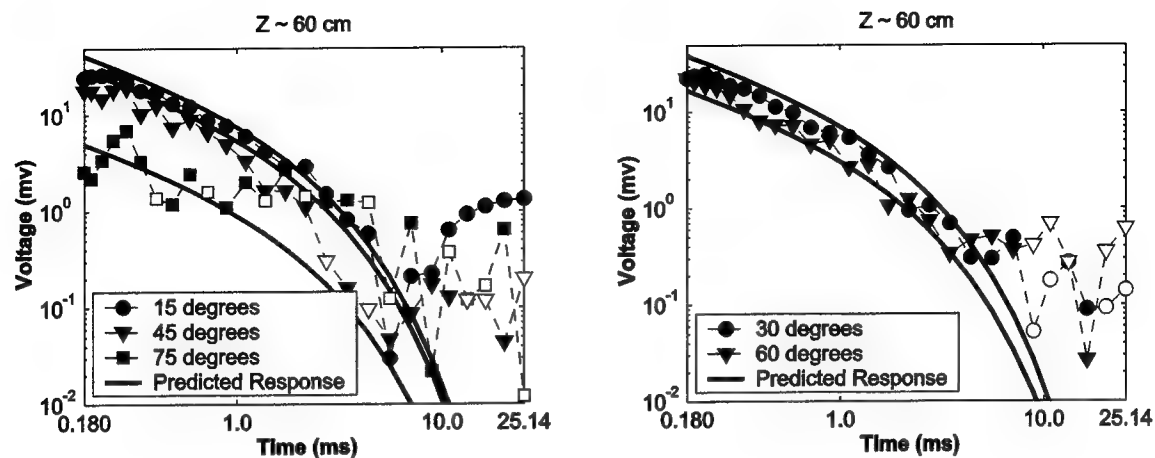 Z ~ 60 cm
Voltage (mv)
10^1
10^0
10^-1
10^-2
15 degrees
45 degrees
75 degrees
Predicted Response
0.180
1.0
10.0
25.14
Time (ms)
Z ~ 60 cm
Voltage (mv)
10^1
10^0
10^-1
10^-2
30 degrees
60 degrees
Predicted Response
0.180
1.0
10.0
25.14
Time (ms)